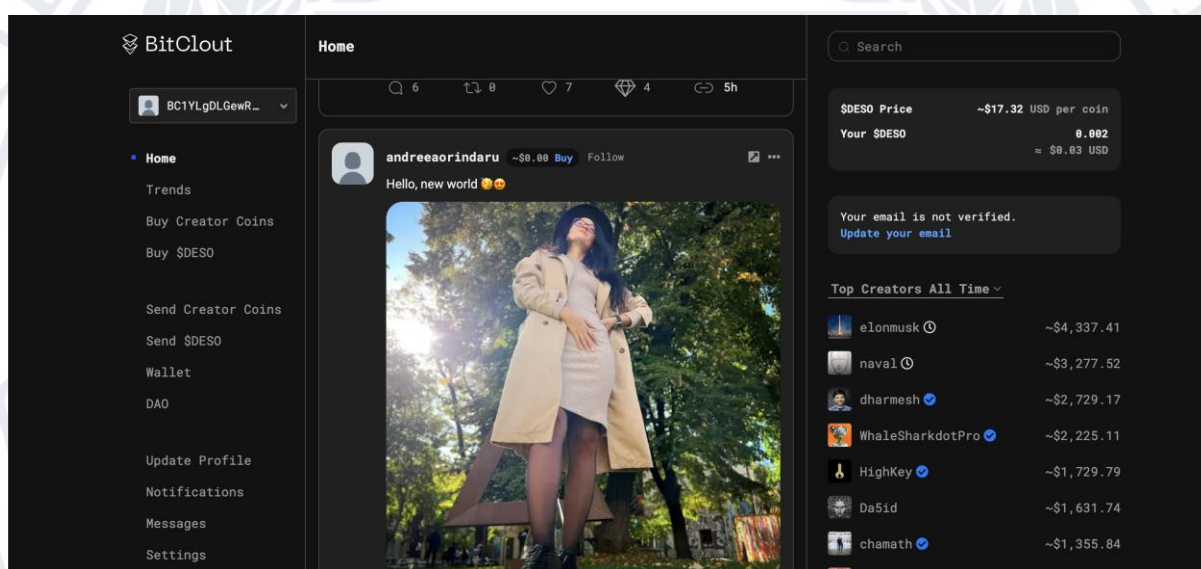 BitClout
BC1YLgDLGewR…
Home
Trends
Buy Creator Coins
Buy $DESO
Send Creator Coins
Send $DESO
Wallet
DAO
Update Profile
Notifications
Messages
Settings
Home
6 0 7 4 5h
andreeaorindaru ~$0.00 Buy Follow
Hello, new world 🥳😍
Search
$DESO Price ~$17.32 USD per coin
Your $DESO 0.002
≈ $0.03 USD
Your email is not verified.
Update your email
Top Creators All Time
elonmusk ~$4,337.41
naval ~$3,277.52
dharmesh ~$2,729.17
WhaleSharkdotPro ~$2,225.11
HighKey ~$1,729.79
Da5id ~$1,631.74
chamath ~$1,355.84